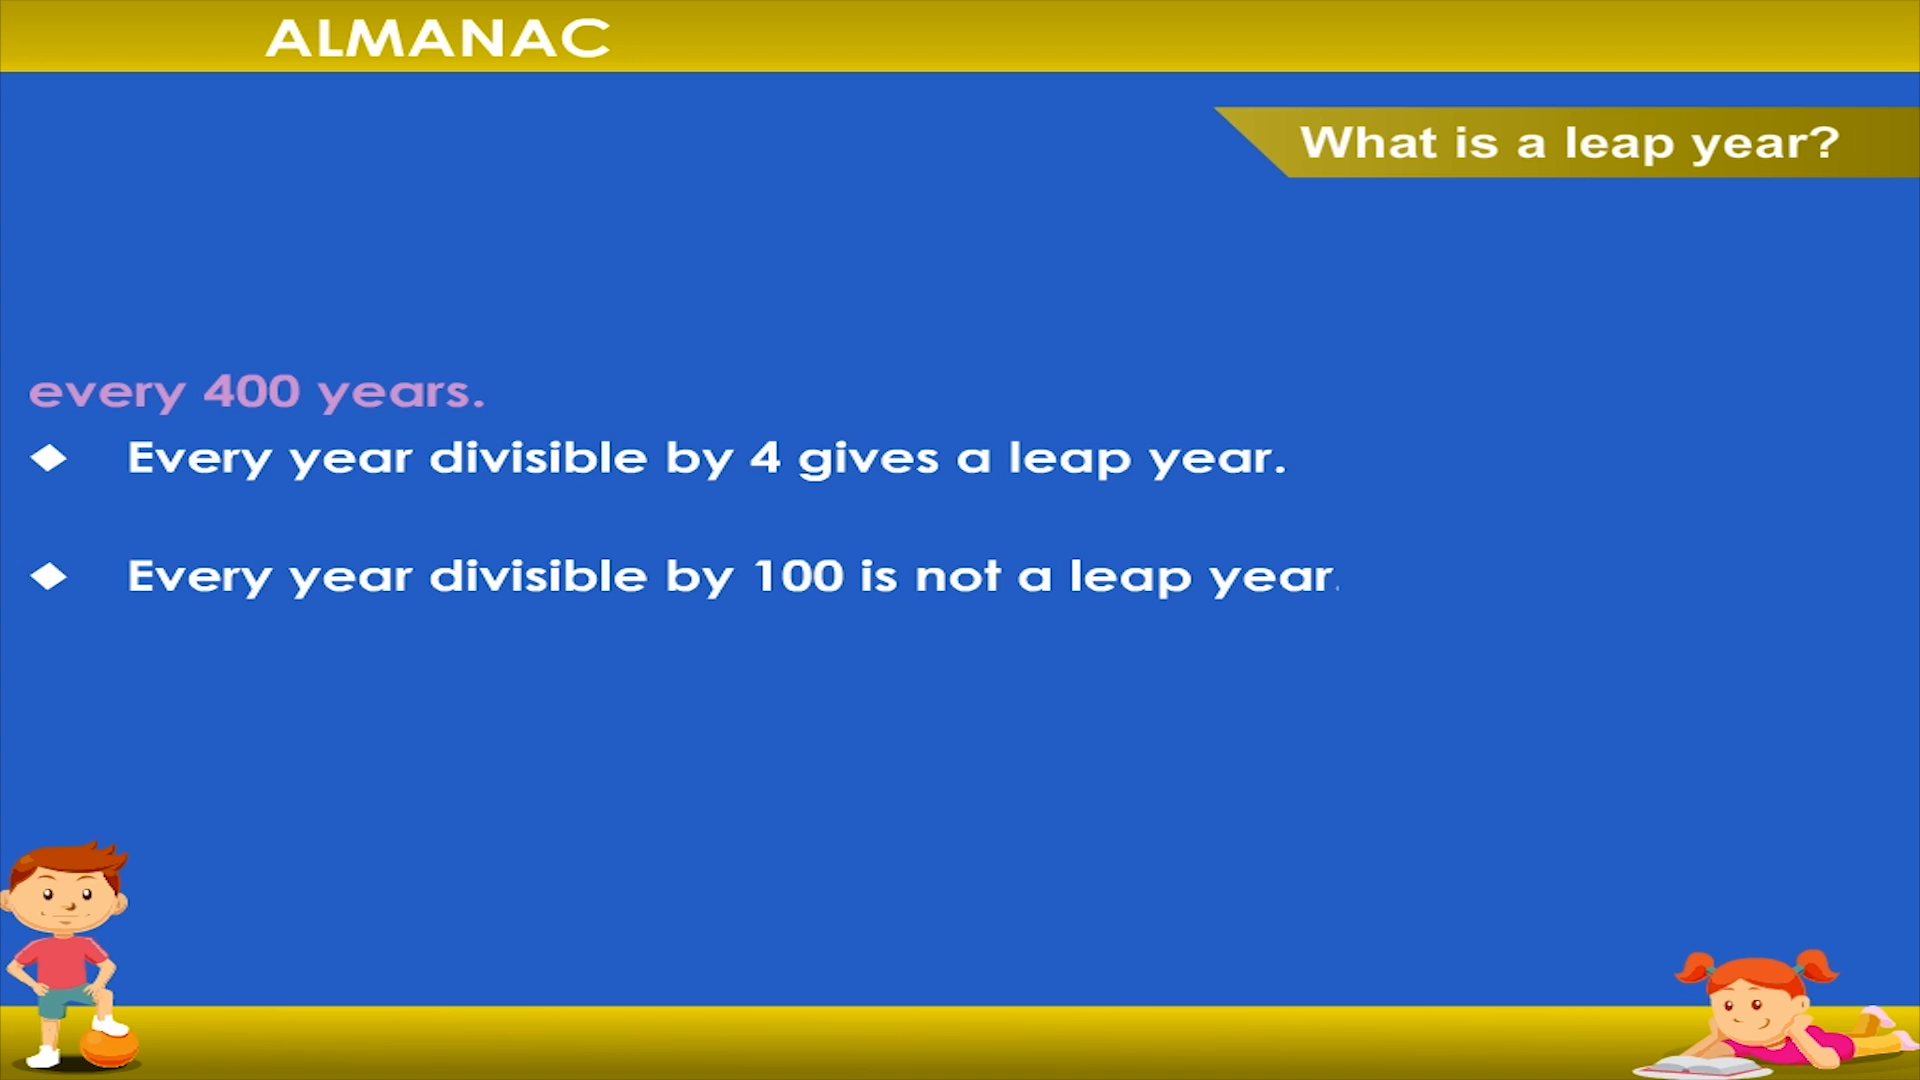 ALMANAC
What is a leap year?
every 400 years.
◆ Every year divisible by 4 gives a leap year.
◆ Every year divisible by 100 is not a leap year.